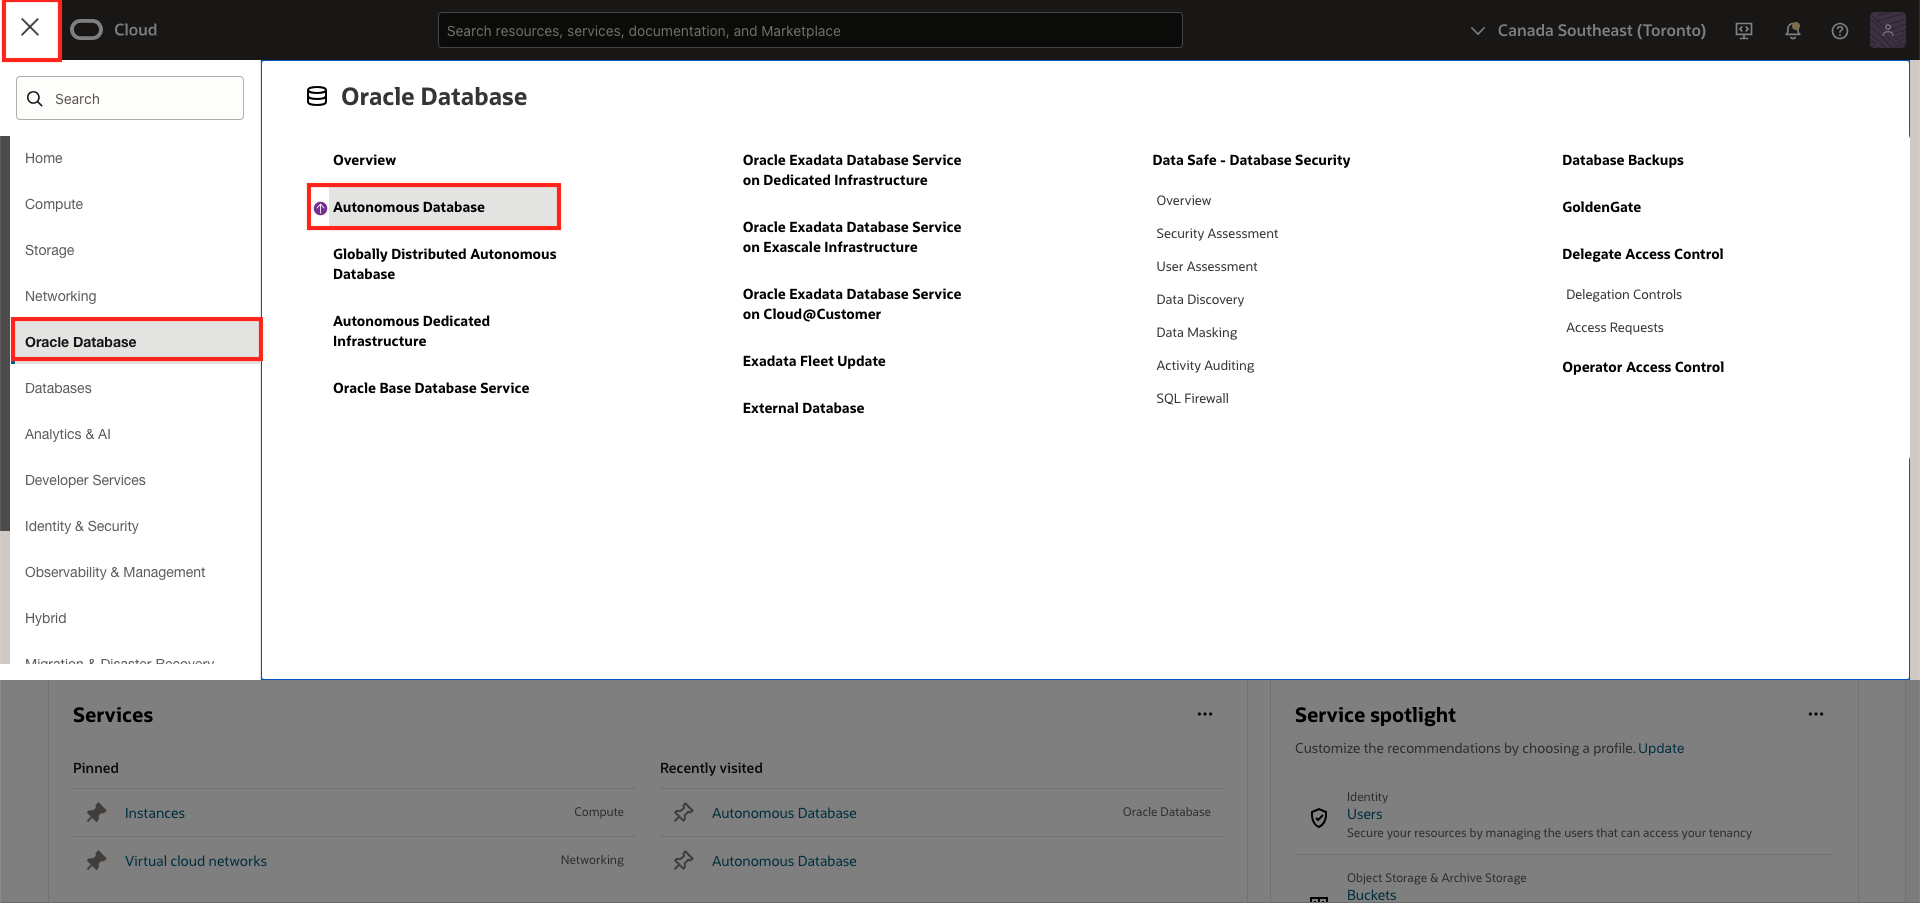 Cloud
Search resources, services, documentation, and Marketplace
Canada Southeast (Toronto)
Search
Home
Compute
Storage
Networking
Oracle Database
Databases
Analytics & AI
Developer Services
Identity & Security
Observability & Management
Hybrid
Migration & Disaster Recovery
Oracle Database
Overview
Autonomous Database
Globally Distributed Autonomous
Database
Autonomous Dedicated
Infrastructure
Oracle Base Database Service
Oracle Exadata Database Service
on Dedicated Infrastructure
Oracle Exadata Database Service
on Exascale Infrastructure
Oracle Exadata Database Service
on Cloud@Customer
Exadata Fleet Update
External Database
Data Safe - Database Security
Overview
Security Assessment
User Assessment
Data Discovery
Data Masking
Activity Auditing
SQL Firewall
Database Backups
GoldenGate
Delegate Access Control
Delegation Controls
Access Requests
Operator Access Control
Services
Pinned
Instances Compute
Virtual cloud networks Networking
Recently visited
Autonomous Database Oracle Database
Autonomous Database
Service spotlight
Customize the recommendations by choosing a profile. Update
Identity
Users
Secure your resources by managing the users that can access your tenancy
Object Storage & Archive Storage
Buckets